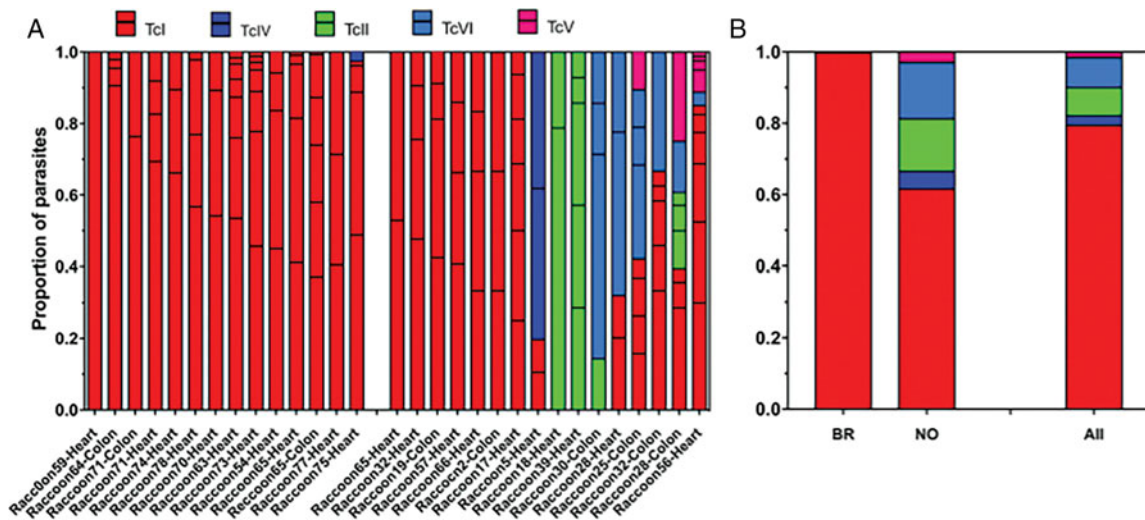 A
TcI
TcIV
TcII
TcVI
TcV
Proportion of parasites
1.0
0.8
0.6
0.4
0.2
0.0
Racc0on59-Heart
Raccoon64-Colon
Raccoon71-Colon
Raccoon71-Heart
Raccoon74-Heart
Raccoon78-Heart
Raccoon70-Heart
Raccoon63-Heart
Raccoon73-Heart
Raccoon54-Heart
Raccoon65-Heart
Reccoon65-Colon
Raccoon77-Heart
Raccoon75-Heart
Raccoon65-Heart
Raccoon32-Heart
Raccoon19-Colon
Raccoon57-Heart
Raccoon66-Heart
Raccoon2-Colon
Raccoon17-Heart
Raccoon5-Heart
Raccoon18-Heart
Raccoon39-Heart
Raccoon30-Colon
Raccoon28-Heart
Raccoon25-Colon
Raccoon32-Colon
Raccoon28-Colon
Raccoon56-Heart
B
1.0
0.8
0.6
0.4
0.2
0.0
BR
NO
All